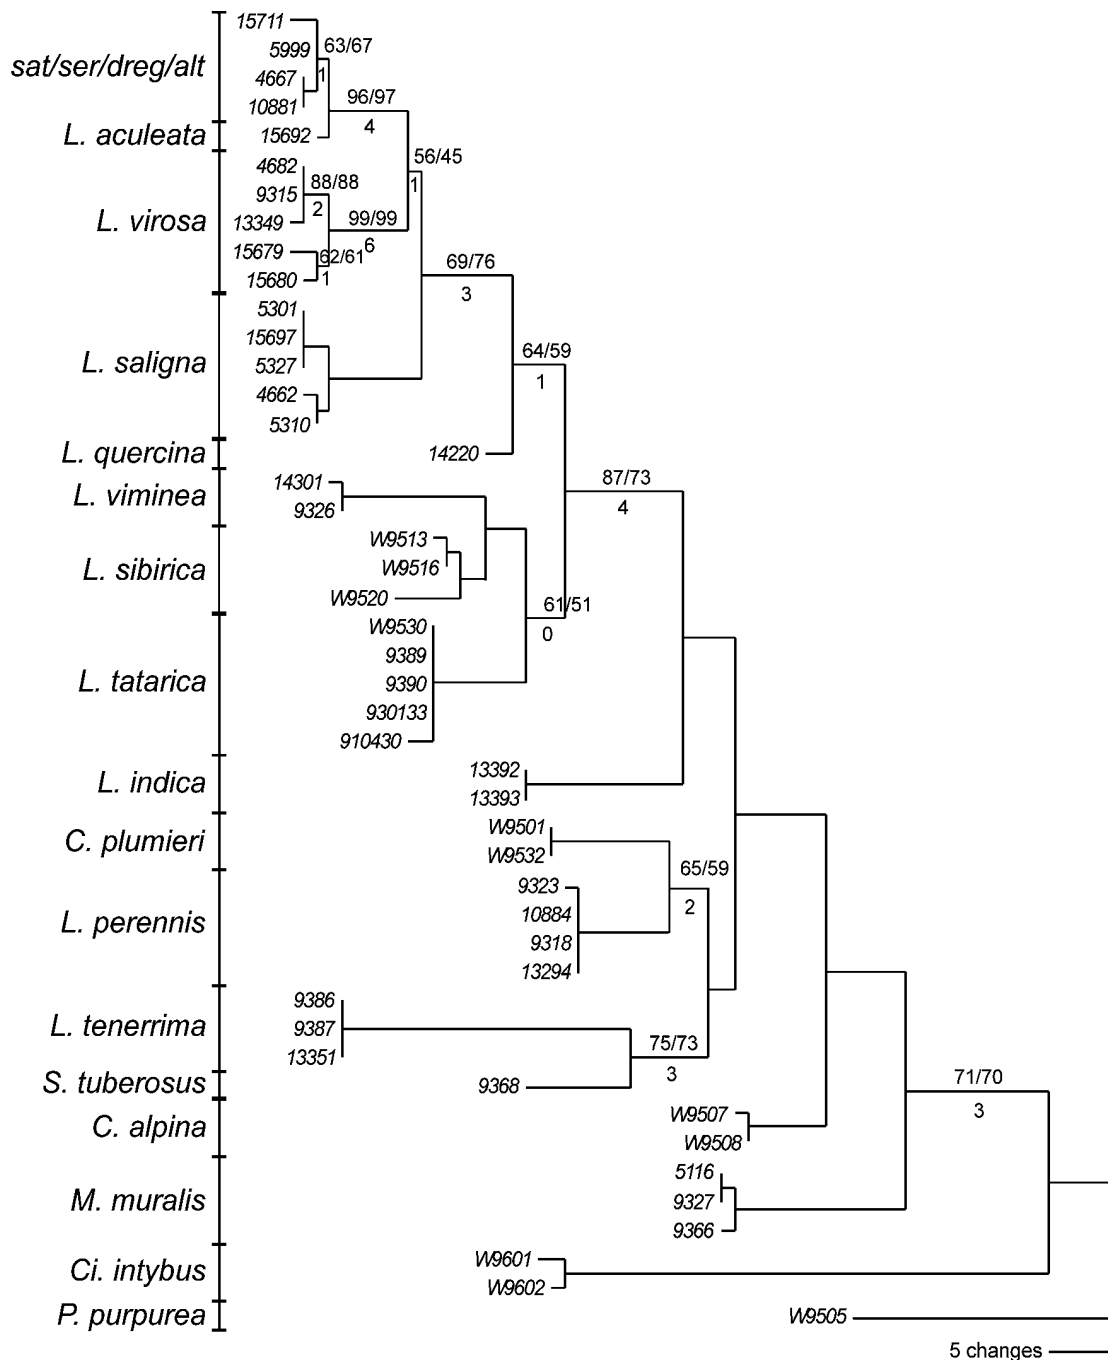 15711
5999
63/67
sat/ser/dreg/alt
4667
1
10881
96/97
4
L. aculeata
15692
56/45
1
4682
88/88
9315
2
L. virosa
13349
99/99
6
15679
62/61
15680
1
69/76
3
5301
15697
64/59
L. saligna
5327
1
4662
5310
L. quercina
14220
14301
87/73
L. viminea
9326
4
W9513
L. sibirica
W9516
W9520
61/51
W9530
0
9389
L. tatarica
9390
930133
910430
13392
L. indica
13393
W9501
C. plumieri
W9532
65/59
9323
2
10884
L. perennis
9318
13294
9386
L. tenerrima
9387
75/73
13351
3
S. tuberosus
9368
71/70
3
W9507
C. alpina
W9508
5116
M. muralis
9327
9366
W9601
Ci. intybus
W9602
P. purpurea
W9505
5 changes